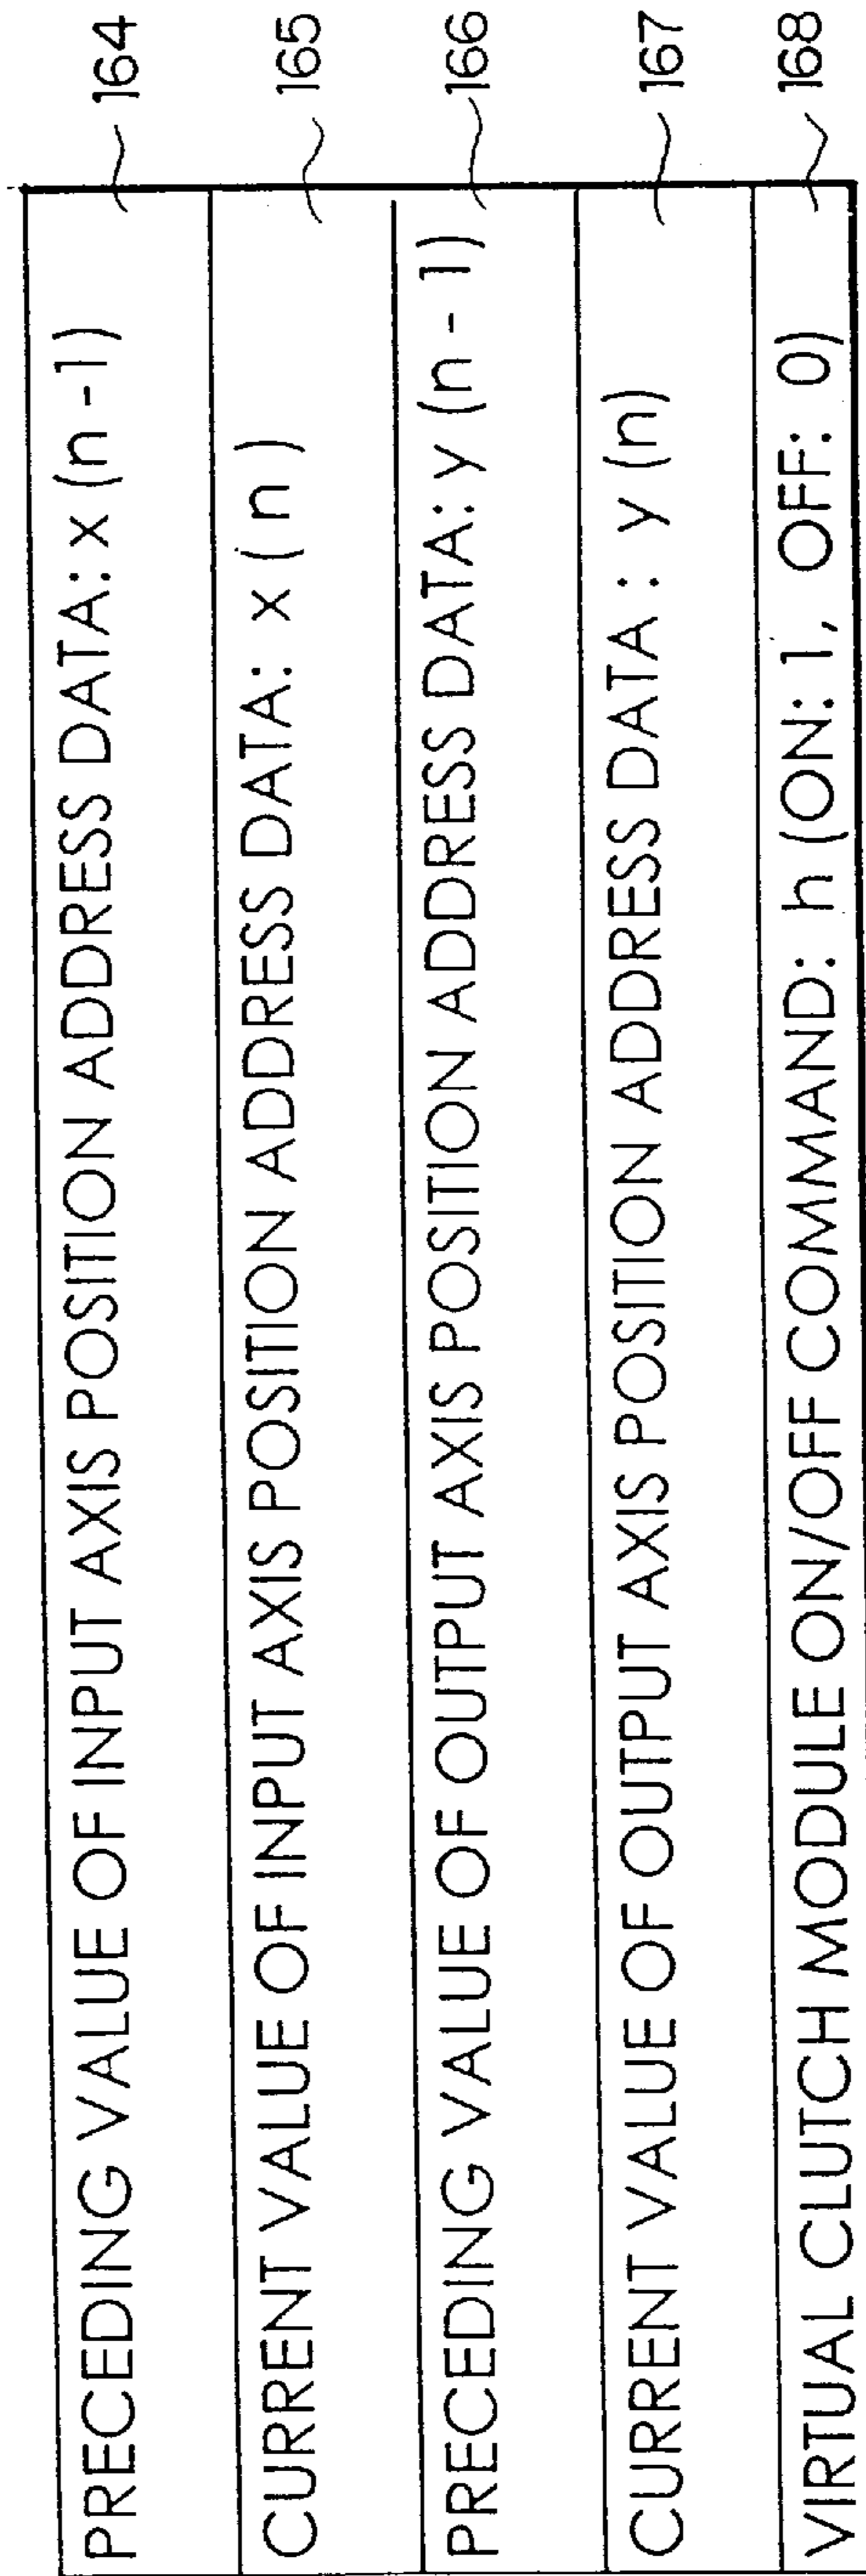 PRECEDING VALUE OF INPUT AXIS POSITION ADDRESS DATA: x (n - 1) 164
CURRENT VALUE OF INPUT AXIS POSITION ADDRESS DATA: x ( n ) 165
PRECEDING VALUE OF OUTPUT AXIS POSITION ADDRESS DATA: y (n - 1) 166
CURRENT VALUE OF OUTPUT AXIS POSITION ADDRESS DATA : y (n) 167
VIRTUAL CLUTCH MODULE ON/OFF COMMAND: h (ON: 1, OFF: 0) 168